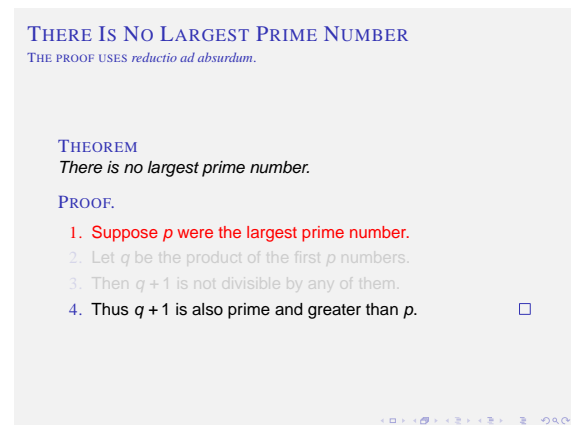 THERE IS NO LARGEST PRIME NUMBER
THE PROOF USES reductio ad absurdum.
THEOREM
There is no largest prime number.
PROOF.
1. Suppose p were the largest prime number.
2. Let q be the product of the first p numbers.
3. Then q + 1 is not divisible by any of them.
4. Thus q + 1 is also prime and greater than p.